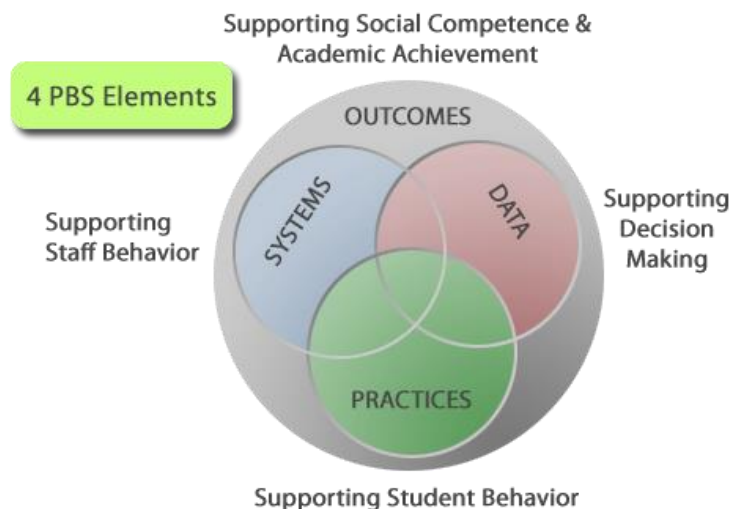 Supporting Social Competence &
Academic Achievement
4 PBS Elements
OUTCOMES
SYSTEMS
DATA
Supporting
Staff Behavior
Supporting
Decision
Making
PRACTICES
Supporting Student Behavior